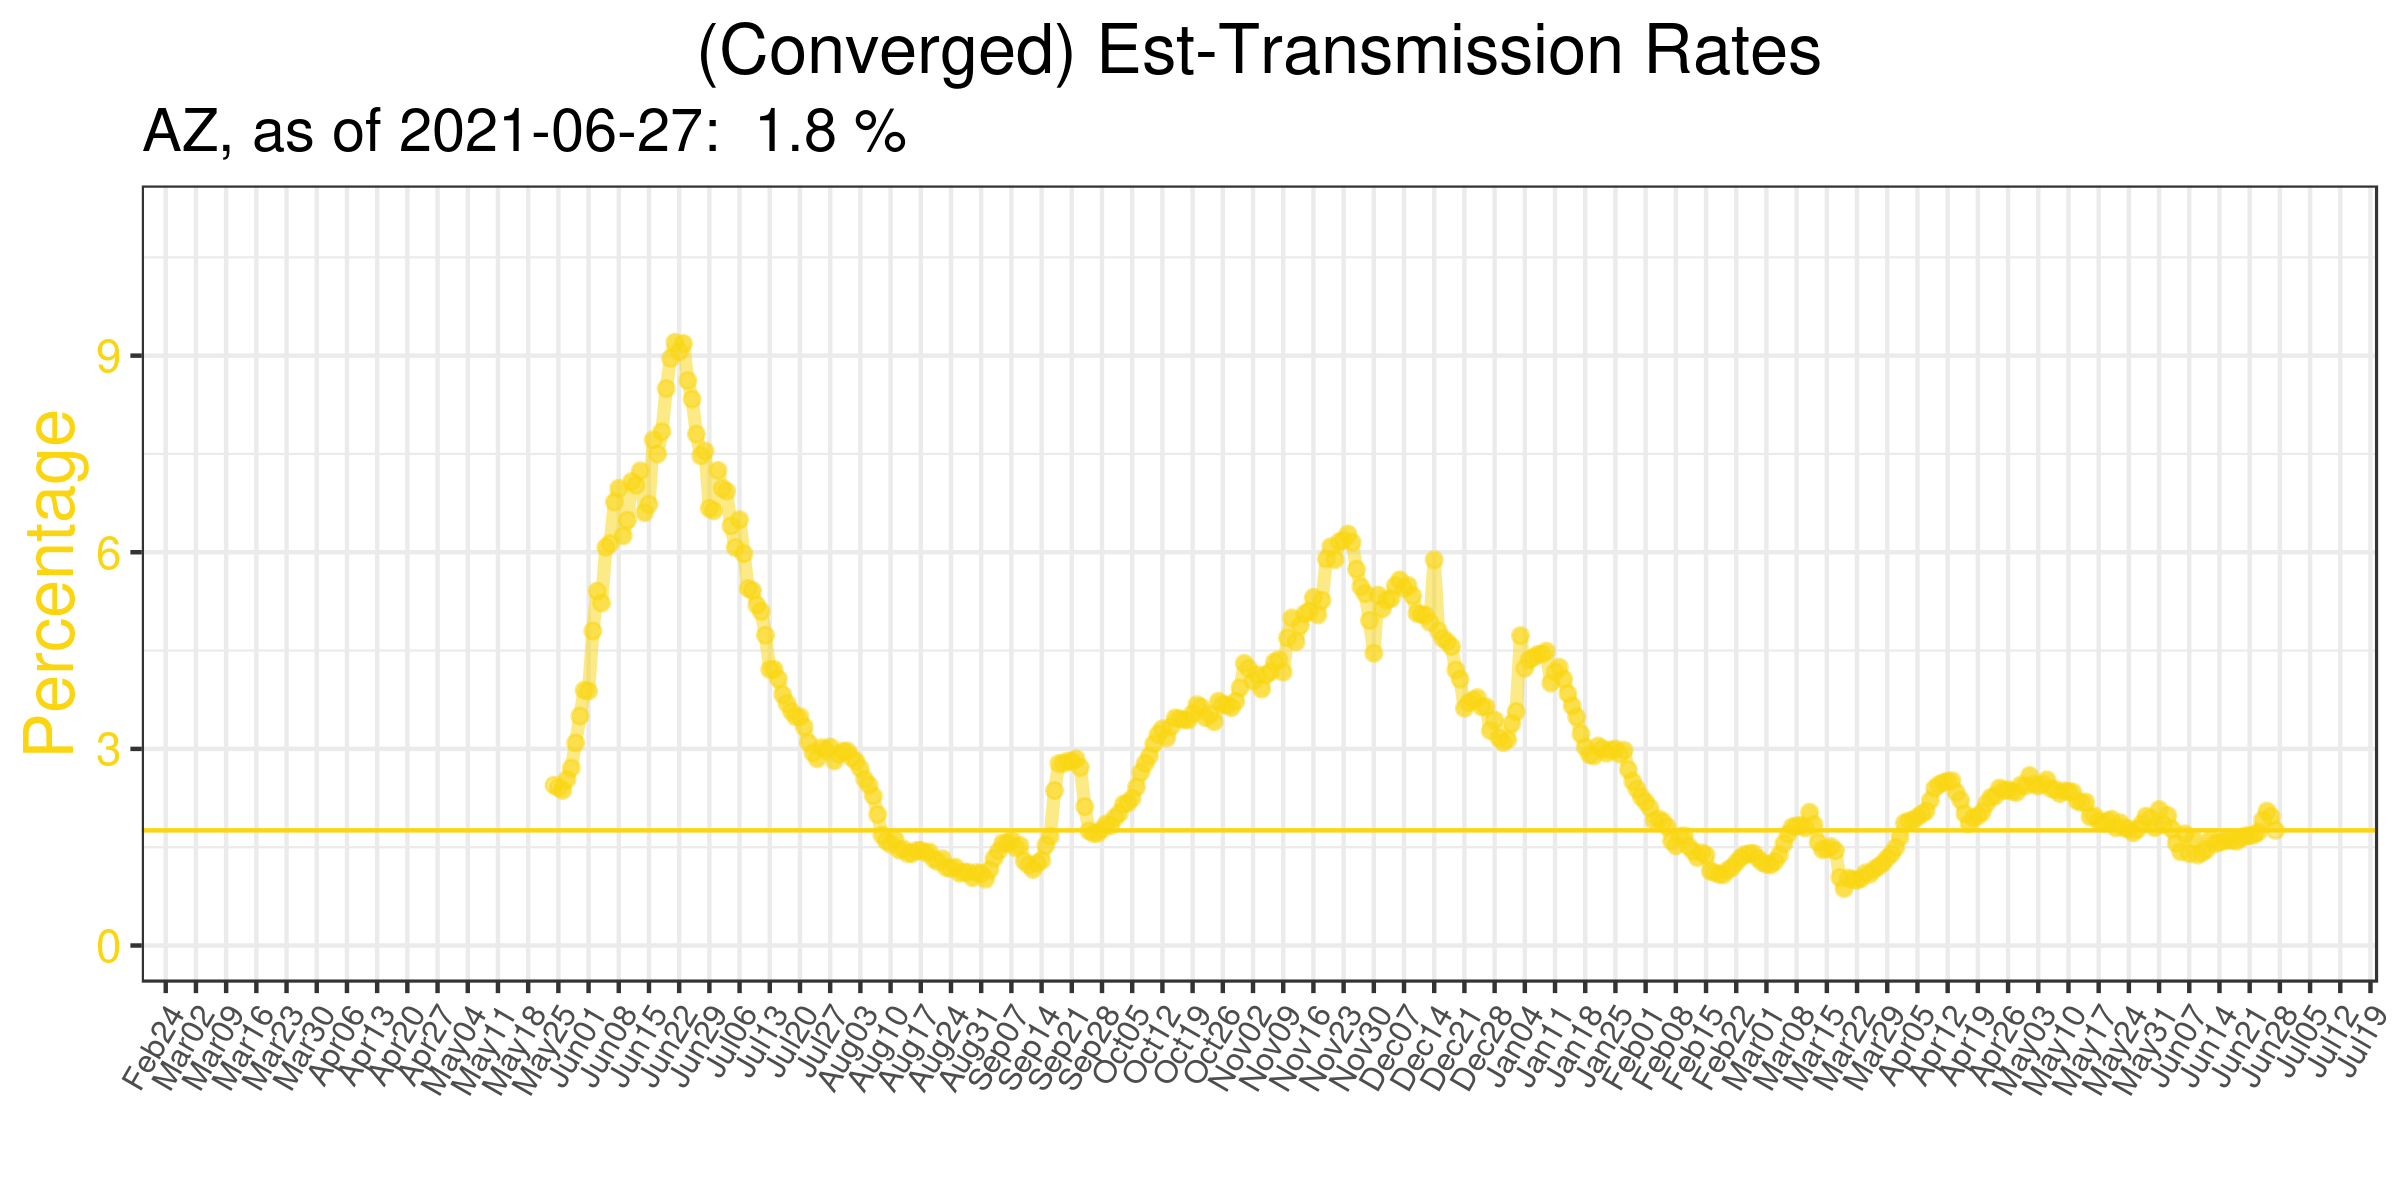 (Converged) Est-Transmission Rates
AZ, as of 2021-06-27:  1.8 %
Percentage
9
6
3
0
Feb24
Mar02
Mar09
Mar16
Mar23
Mar30
Apr06
Apr13
Apr20
Apr27
May04
May11
May18
May25
Jun01
Jun08
Jun15
Jun22
Jun29
Jul06
Jul13
Jul20
Jul27
Aug03
Aug10
Aug17
Aug24
Aug31
Sep07
Sep14
Sep21
Sep28
Oct05
Oct12
Oct19
Oct26
Nov02
Nov09
Nov16
Nov23
Nov30
Dec07
Dec14
Dec21
Dec28
Dec04
Jan11
Jan18
Jan25
Feb01
Feb08
Feb15
Feb22
Mar01
Mar08
Mar15
Mar22
Mar29
Apr05
Apr12
Apr19
Apr26
May03
May10
May17
May24
May31
Jun07
Jun14
Jun21
Jun28
Jul05
Jul12
Jul19